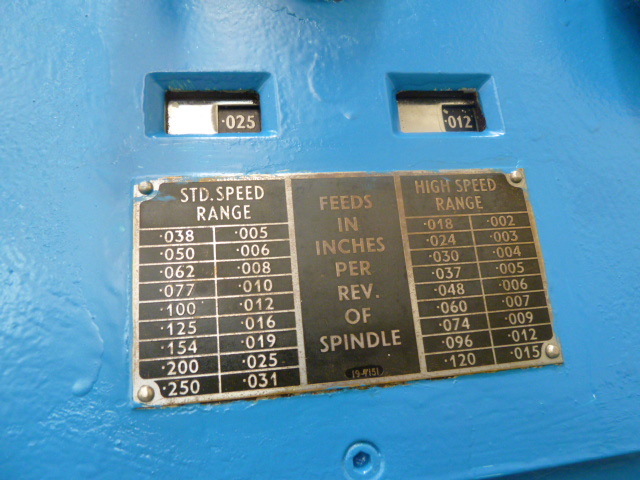 ·025
·012
STD. SPEED
RANGE
·038 ·005
·050 ·006
·062 ·008
·077 ·010
·100 ·012
·125 ·016
·154 ·019
·200 ·025
·250 ·031
FEEDS
IN
INCHES
PER
REV.
OF
SPINDLE
HIGH SPEED
RANGE
·018 ·002
·024 ·003
·030 ·004
·037 ·005
·048 ·006
·060 ·007
·074 ·009
·096 ·012
·120 ·015